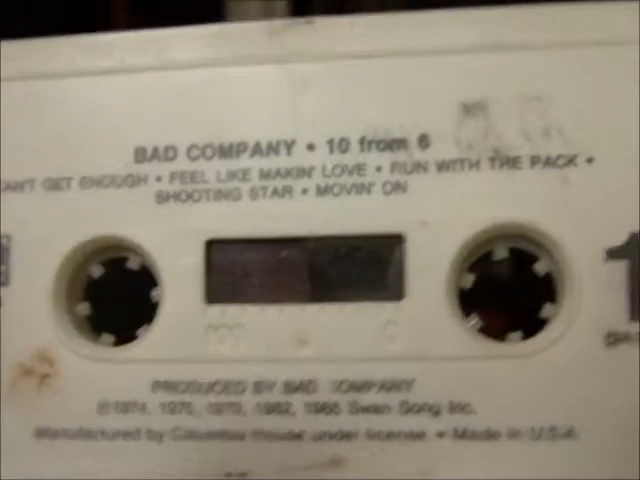 BAD COMPANY • 10 from 6
GET ENOUGH • FEEL LIKE MAKIN' LOVE • RUN WITH THE PACK •
SHOOTING STAR • MOVIN' ON
1
PRODUCED BY BAD COMPANY
Swan Song Inc.
Manufactured by Columbia House under license • Made in U.S.A.